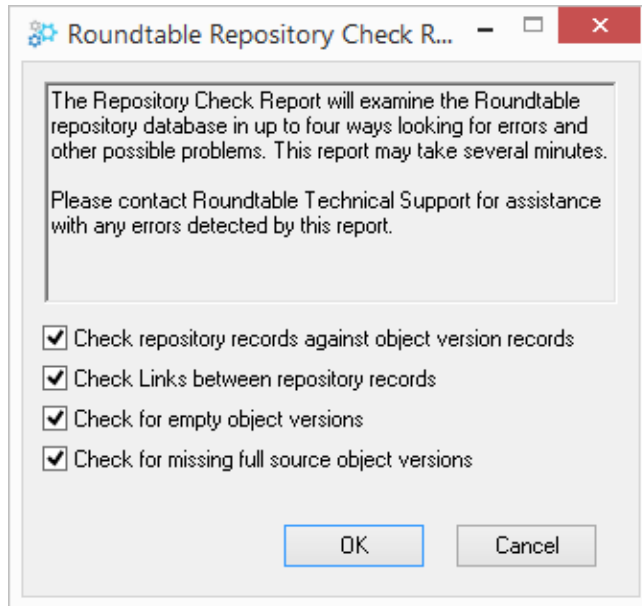 Roundtable Repository Check R...
The Repository Check Report will examine the Roundtable
repository database in up to four ways looking for errors and
other possible problems. This report may take several minutes.
Please contact Roundtable Technical Support for assistance
with any errors detected by this report.
Check repository records against object version records
Check Links between repository records
Check for empty object versions
Check for missing full source object versions
OK Cancel